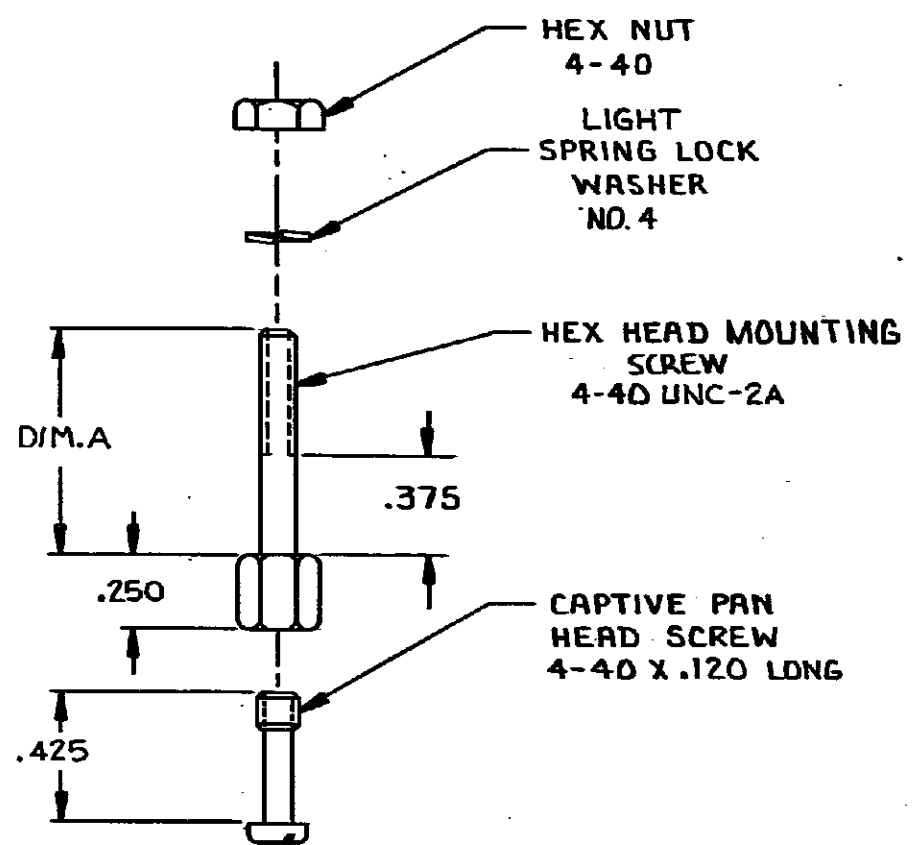 HEX NUT
4-40
LIGHT
SPRING LOCK
WASHER
NO. 4
HEX HEAD MOUNTING
SCREW
4-40 UNC-2A
DIM.A
.375
.250
CAPTIVE PAN
HEAD SCREW
4-40 X .120 LONG
.425